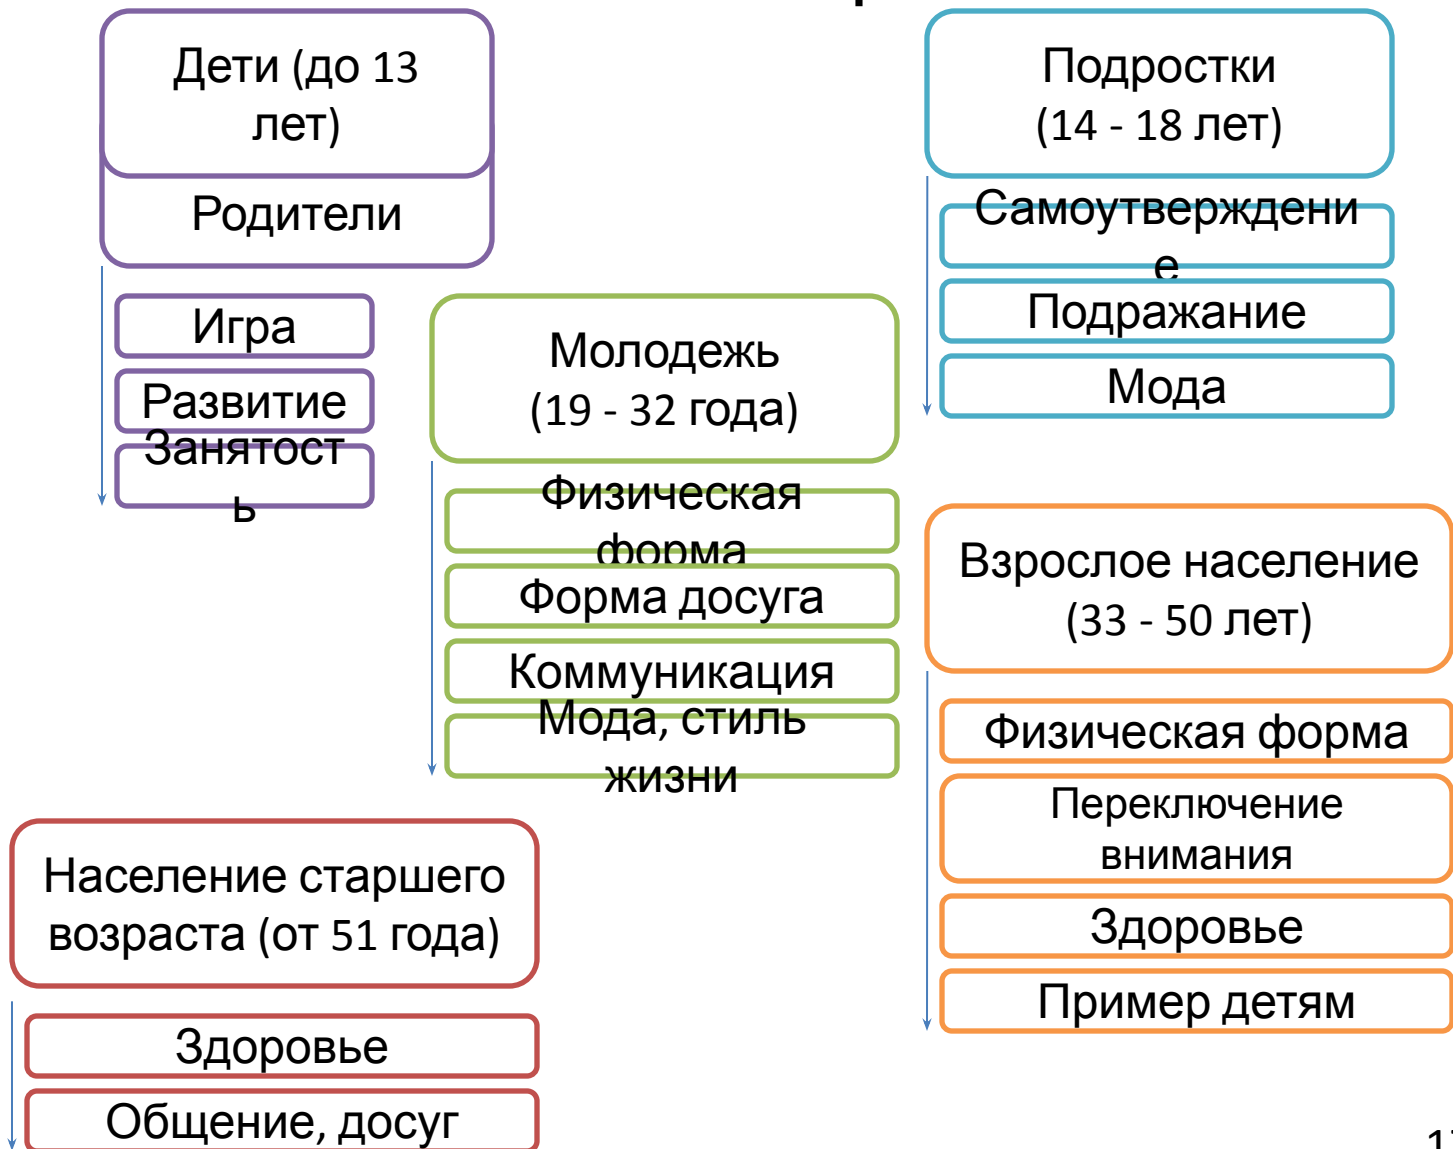 Дети (до 13
лет)
Родители
Игра
Развитие
Занятост
ь
Подростки
(14 - 18 лет)
Самоутверждени
е
Подражание
Мода
Молодежь
(19 - 32 года)
Физическая
форма
Форма досуга
Коммуникация
Мода, стиль
жизни
Взрослое население
(33 - 50 лет)
Физическая форма
Переключение
внимания
Здоровье
Пример детям
Население старшего
возраста (от 51 года)
Здоровье
Общение, досуг